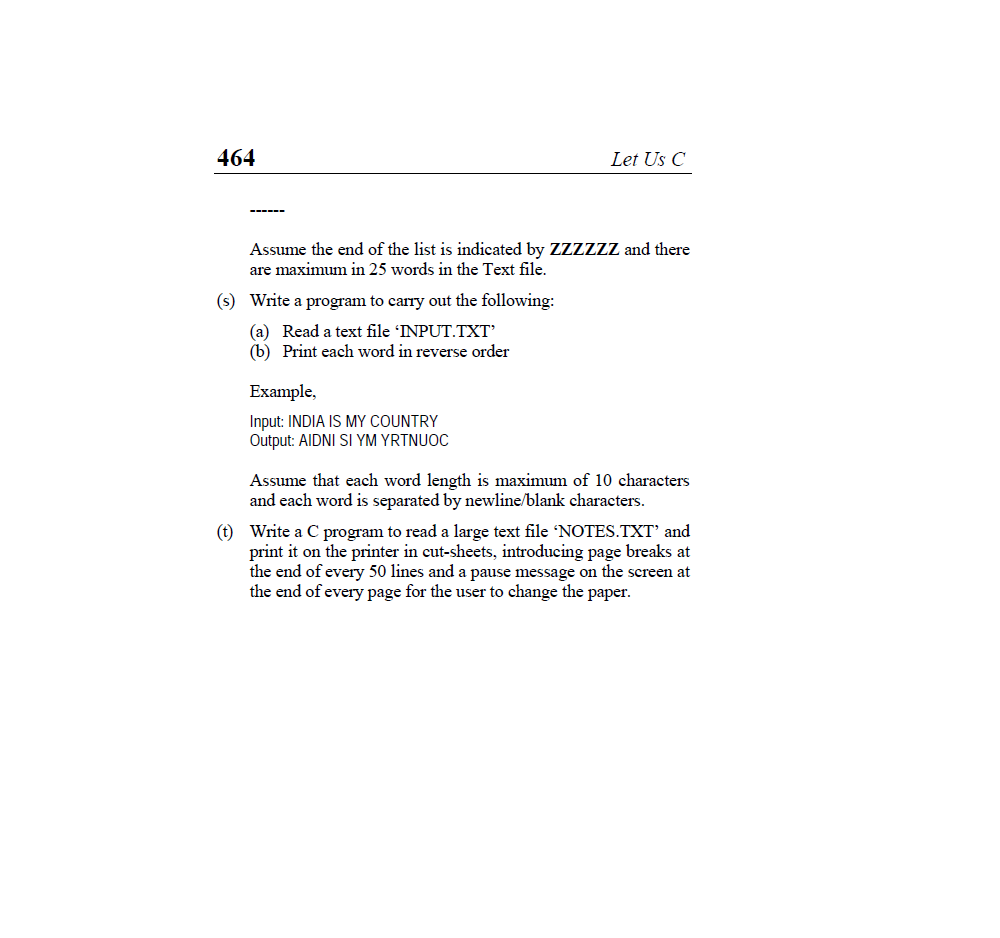 464 Let Us C
------
Assume the end of the list is indicated by ZZZZZZ and there
are maximum in 25 words in the Text file.
(s) Write a program to carry out the following:
(a) Read a text file ‘INPUT.TXT’
(b) Print each word in reverse order
Example,
Input: INDIA IS MY COUNTRY
Output: AIDNI SI YM YRTNUOC
Assume that each word length is maximum of 10 characters
and each word is separated by newline/blank characters.
(t) Write a C program to read a large text file ‘NOTES.TXT’ and
print it on the printer in cut-sheets, introducing page breaks at
the end of every 50 lines and a pause message on the screen at
the end of every page for the user to change the paper.